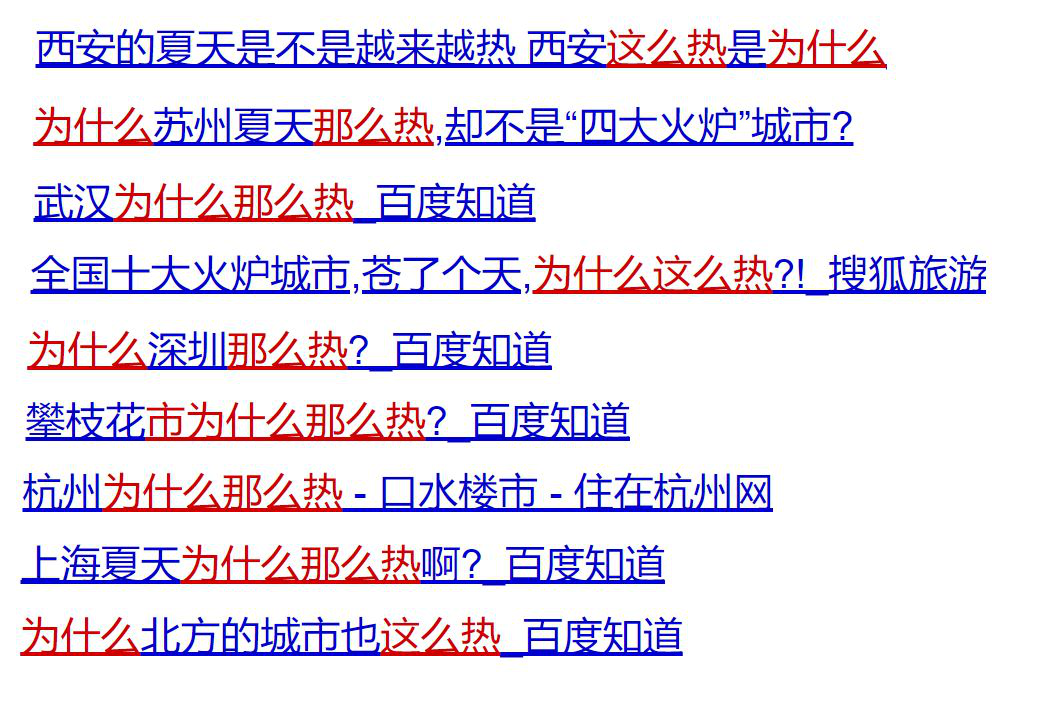 西安的夏天是不是越来越热 西安这么热是为什么
为什么苏州夏天那么热,却不是“四大火炉”城市?
武汉为什么那么热_百度知道
全国十大火炉城市,苍了个天,为什么这么热?!_搜狐旅游
为什么深圳那么热?_百度知道
攀枝花市为什么那么热?_百度知道
杭州为什么那么热 - 口水楼市 - 住在杭州网
上海夏天为什么那么热啊?_百度知道
为什么北方的城市也这么热_百度知道